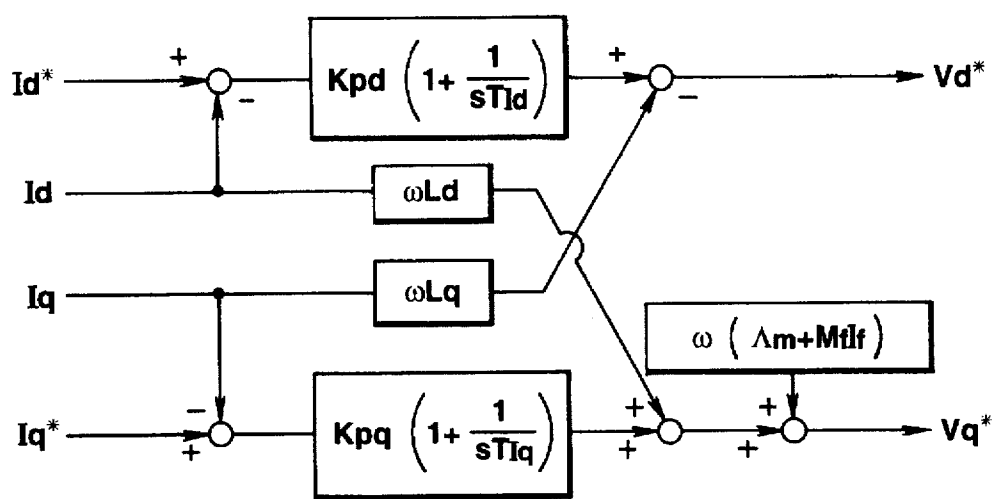 Id* + - Kpd (1+ 1/sTId) + - Vd*
Id ωLd
Iq ωLq
ω ( Λm+MfIf )
Iq* - + Kpq (1+ 1/sTIq) + + + + Vq*